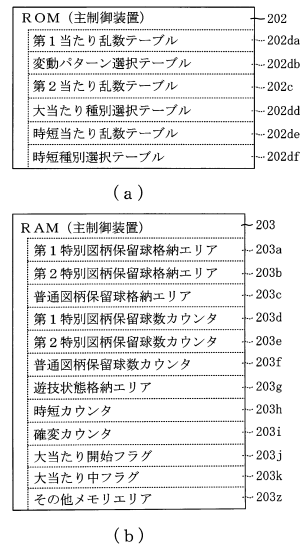 ROM（主制御装置） 202
第１当たり乱数テーブル 202da
変動パターン選択テーブル 202db
第２当たり乱数テーブル 202c
大当たり種別選択テーブル 202dd
時短当たり乱数テーブル 202de
時短種別選択テーブル 202df
(a)
RAM（主制御装置） 203
第１特別図柄保留球格納エリア 203a
第２特別図柄保留球格納エリア 203b
普通図柄保留球格納エリア 203c
第１特別図柄保留球数カウンタ 203d
第２特別図柄保留球数カウンタ 203e
普通図柄保留球数カウンタ 203f
遊技状態格納エリア 203g
時短カウンタ 203h
確変カウンタ 203i
大当たり開始フラグ 203j
大当たり中フラグ 203k
その他メモリエリア 203z
(b)